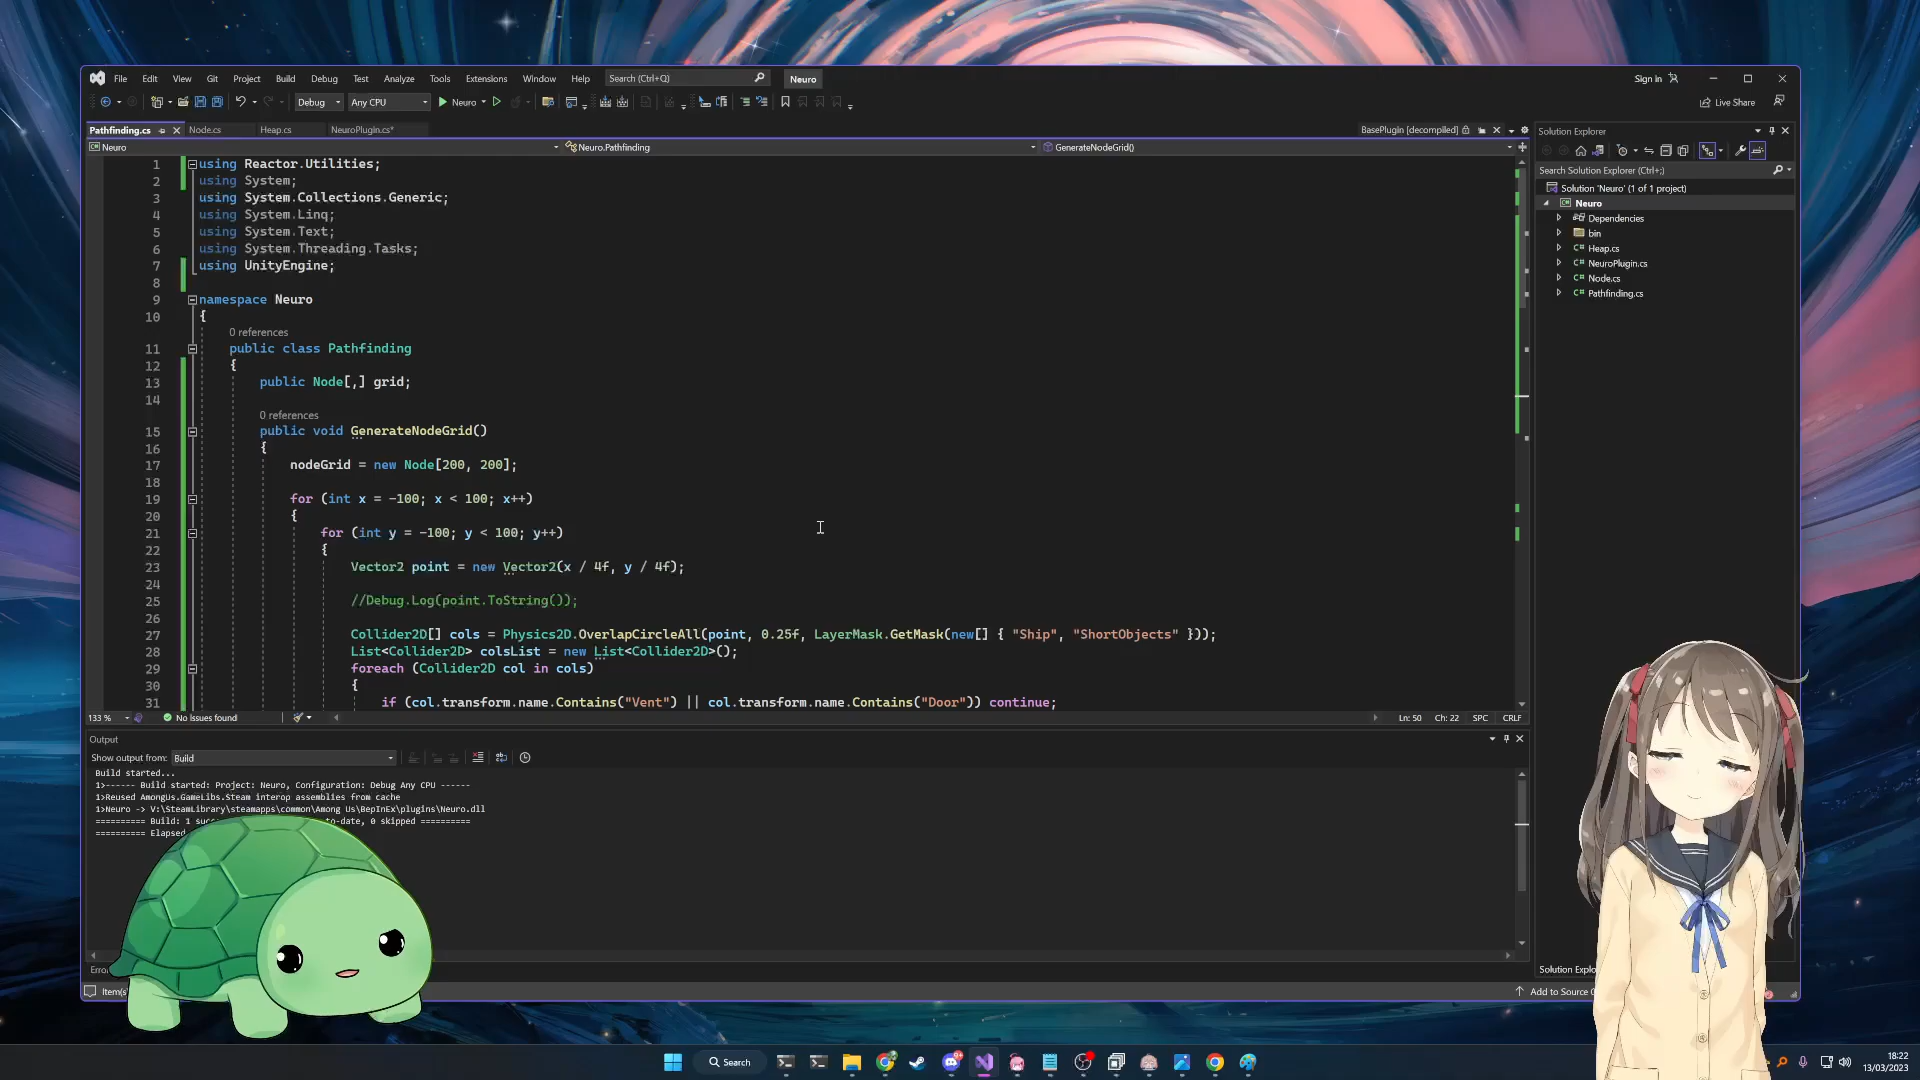 File Edit View Git Project Build Debug Test Analyze Tools Extensions Window Help Search (Ctrl+Q) Neuro Sign in
Debug Any CPU Neuro Live Share
Pathfinding.cs Node.cs Heap.cs NeuroPlugin.cs* BasePlugin [decompiled]
Neuro Neuro.Pathfinding GenerateNodeGrid()
1 using Reactor.Utilities;
2 using System;
3 using System.Collections.Generic;
4 using System.Linq;
5 using System.Text;
6 using System.Threading.Tasks;
7 using UnityEngine;
8
9 namespace Neuro
10 {
0 references
11 public class Pathfinding
12 {
13 public Node[,] grid;
14
0 references
15 public void GenerateNodeGrid()
16 {
17 nodeGrid = new Node[200, 200];
18
19 for (int x = -100; x < 100; x++)
20 {
21 for (int y = -100; y < 100; y++)
22 {
23 Vector2 point = new Vector2(x / 4f, y / 4f);
24
25 //Debug.Log(point.ToString());
26
27 Collider2D[] cols = Physics2D.OverlapCircleAll(point, 0.25f, LayerMask.GetMask(new[] { "Ship", "ShortObjects" }));
28 List<Collider2D> colsList = new List<Collider2D>();
29 foreach (Collider2D col in cols)
30 {
31 if (col.transform.name.Contains("Vent") || col.transform.name.Contains("Door")) continue;
133 % No issues found Ln: 50 Ch: 22 SPC CRLF
Output
Show output from: Build
Build started...
1>------ Build started: Project: Neuro, Configuration: Debug Any CPU ------
1>Reused AmongUs.GameLibs.Steam interop assemblies from cache
1>Neuro -> V:\SteamLibrary\steamapps\common\Among Us\BepInEx\plugins\Neuro.dll
========== Build: 1 succ to-date, 0 skipped ==========
========== Elapsed
Solution Explorer
Search Solution Explorer (Ctrl+;)
Solution 'Neuro' (1 of 1 project)
Neuro
Dependencies
bin
Heap.cs
NeuroPlugin.cs
Node.cs
Pathfinding.cs
Solution Explo
Add to Source
Search
18:22
13/03/2023